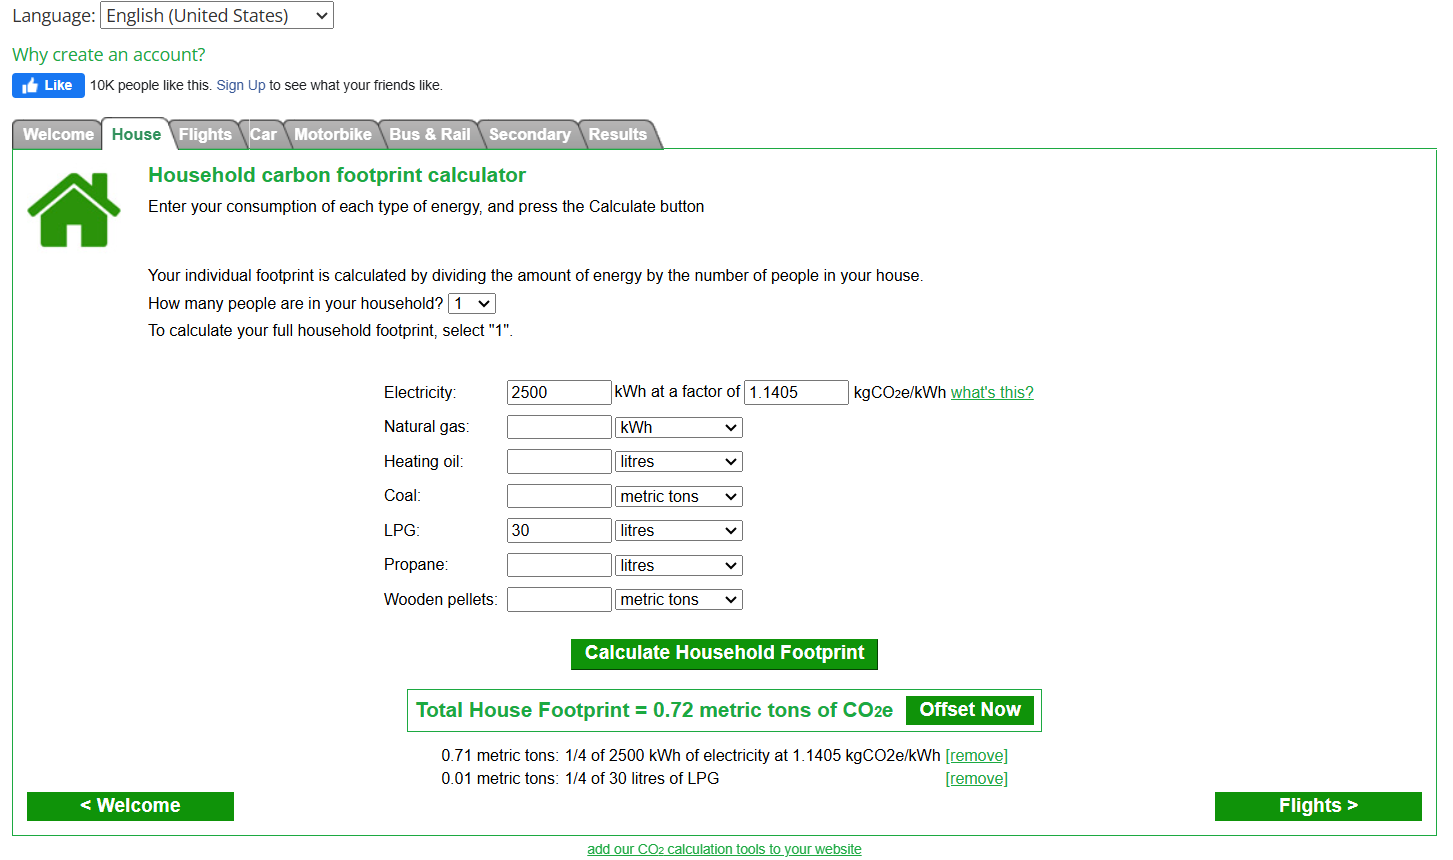 Language: English (United States)
Why create an account?
Like 10K people like this. Sign Up to see what your friends like.
Welcome House Flights Car Motorbike Bus & Rail Secondary Results
Household carbon footprint calculator
Enter your consumption of each type of energy, and press the Calculate button
Your individual footprint is calculated by dividing the amount of energy by the number of people in your house.
How many people are in your household? 1
To calculate your full household footprint, select "1".
Electricity: 2500 kWh at a factor of 1.1405 kgCO2e/kWh what's this?
Natural gas: kWh
Heating oil: litres
Coal: metric tons
LPG: 30 litres
Propane: litres
Wooden pellets: metric tons
Calculate Household Footprint
Total House Footprint = 0.72 metric tons of CO2e Offset Now
0.71 metric tons: 1/4 of 2500 kWh of electricity at 1.1405 kgCO2e/kWh [remove]
0.01 metric tons: 1/4 of 30 litres of LPG [remove]
< Welcome Flights >
add our CO2 calculation tools to your website